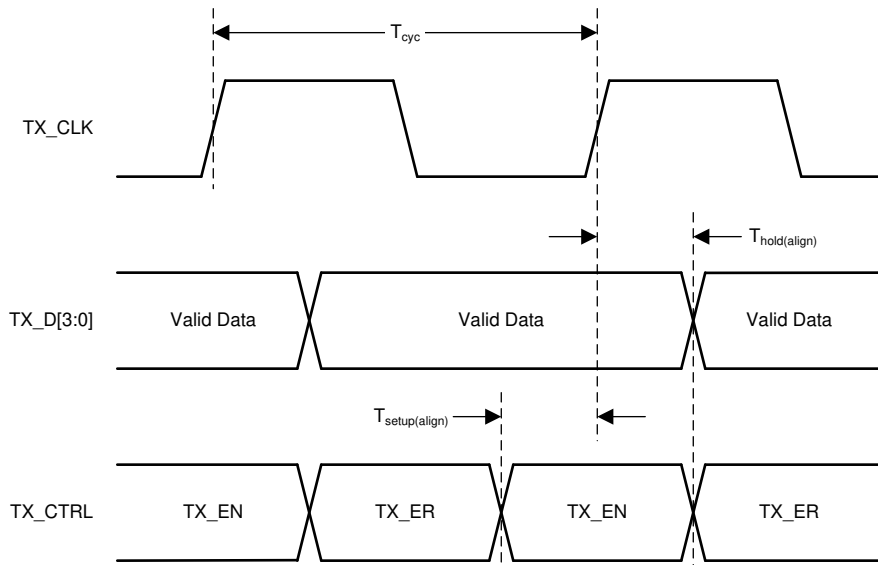 Tcyc
TX_CLK
Thold(align)
TX_D[3:0]
Valid Data
Valid Data
Valid Data
Tsetup(align)
TX_CTRL
TX_EN
TX_ER
TX_EN
TX_ER